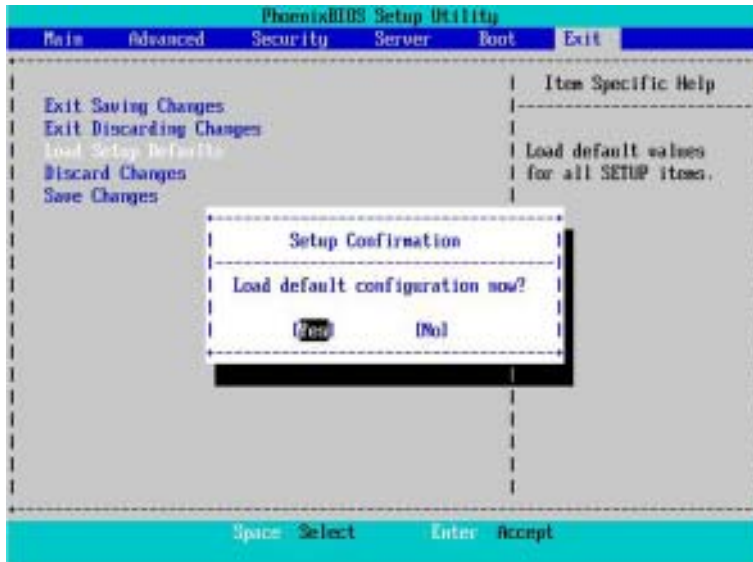 PhoenixBIOS Setup Utility
Main Advanced Security Server Boot Exit
Item Specific Help
Exit Saving Changes
Exit Discarding Changes
Load Setup Defaults
Discard Changes
Save Changes
Load default values
for all SETUP items.
Setup Confirmation
Load default configuration now?
[Yes] [No]
Space Select Enter Accept